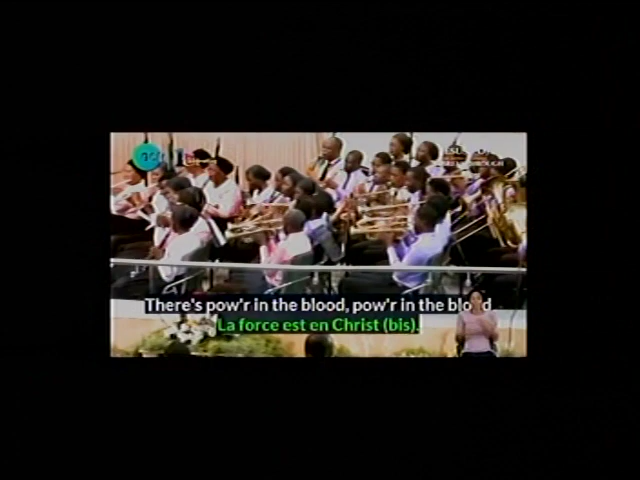 There's pow'r in the blood, pow'r in the blood
La force est en Christ (bis).